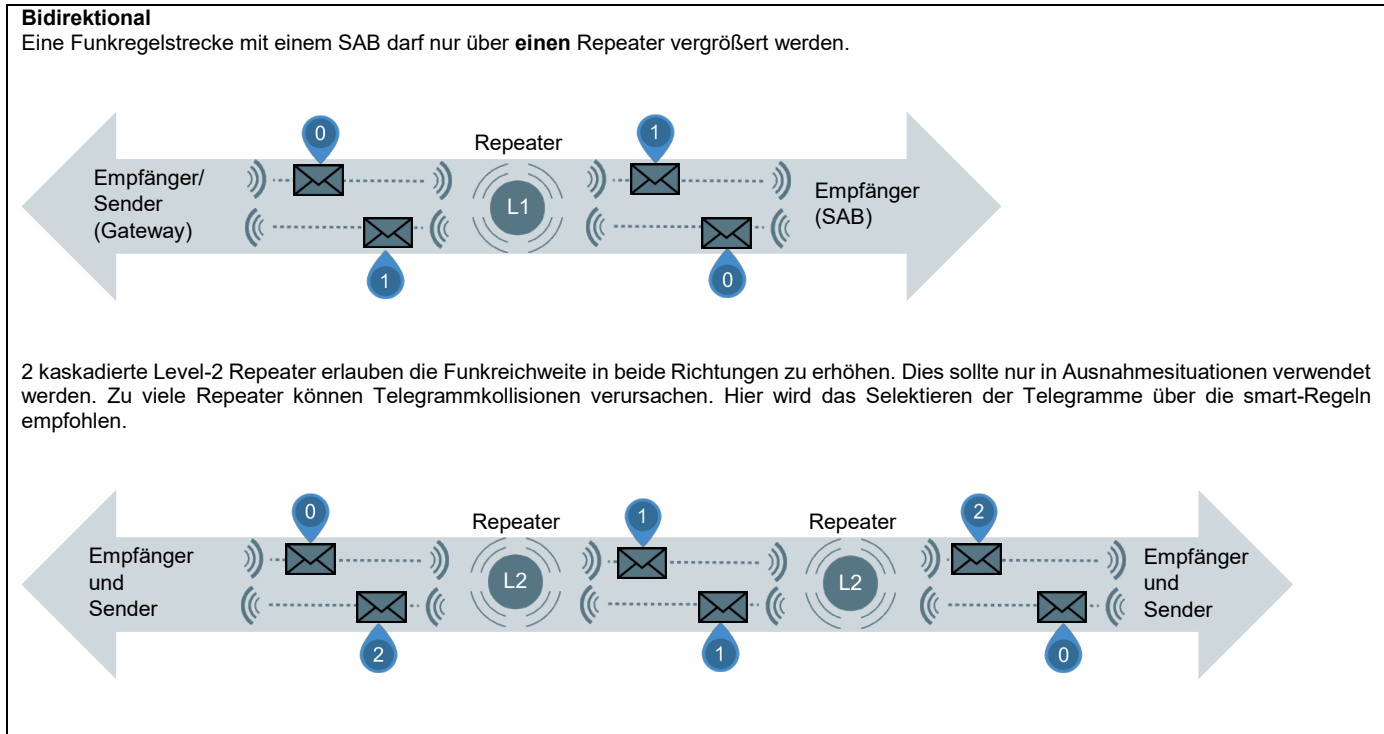 Bidirektional
Eine Funkregelstrecke mit einem SAB darf nur über einen Repeater vergrößert werden.
0
1
Repeater
Empfänger/
Sender
(Gateway)
L1
Empfänger
(SAB)
1
0
2 kaskadierte Level-2 Repeater erlauben die Funkreichweite in beide Richtungen zu erhöhen. Dies sollte nur in Ausnahmesituationen verwendet
werden. Zu viele Repeater können Telegrammkollisionen verursachen. Hier wird das Selektieren der Telegramme über die smart-Regeln
empfohlen.
0
1
2
Repeater
Repeater
Empfänger
und
Sender
L2
L2
Empfänger
und
Sender
2
1
0